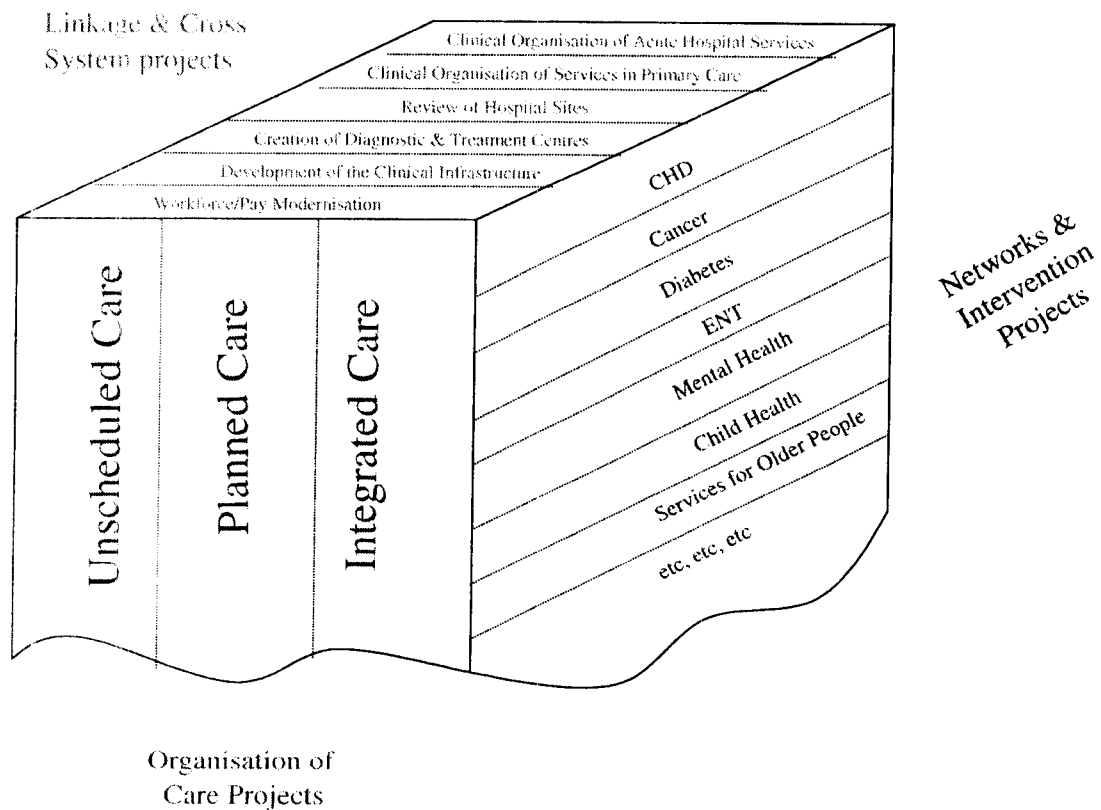 Linkage & Cross
System projects
Clinical Organisation of Acute Hospital Services
Clinical Organisation of Services in Primary Care
Review of Hospital Sites
Creation of Diagnostic & Treatment Centres
Development of the Clinical Infrastructure
Workforce/Pay Modernisation
Unscheduled Care
Planned Care
Integrated Care
CHD
Cancer
Diabetes
ENT
Mental Health
Child Health
Services for Older People
etc, etc, etc
Networks &
Intervention
Projects
Organisation of
Care Projects